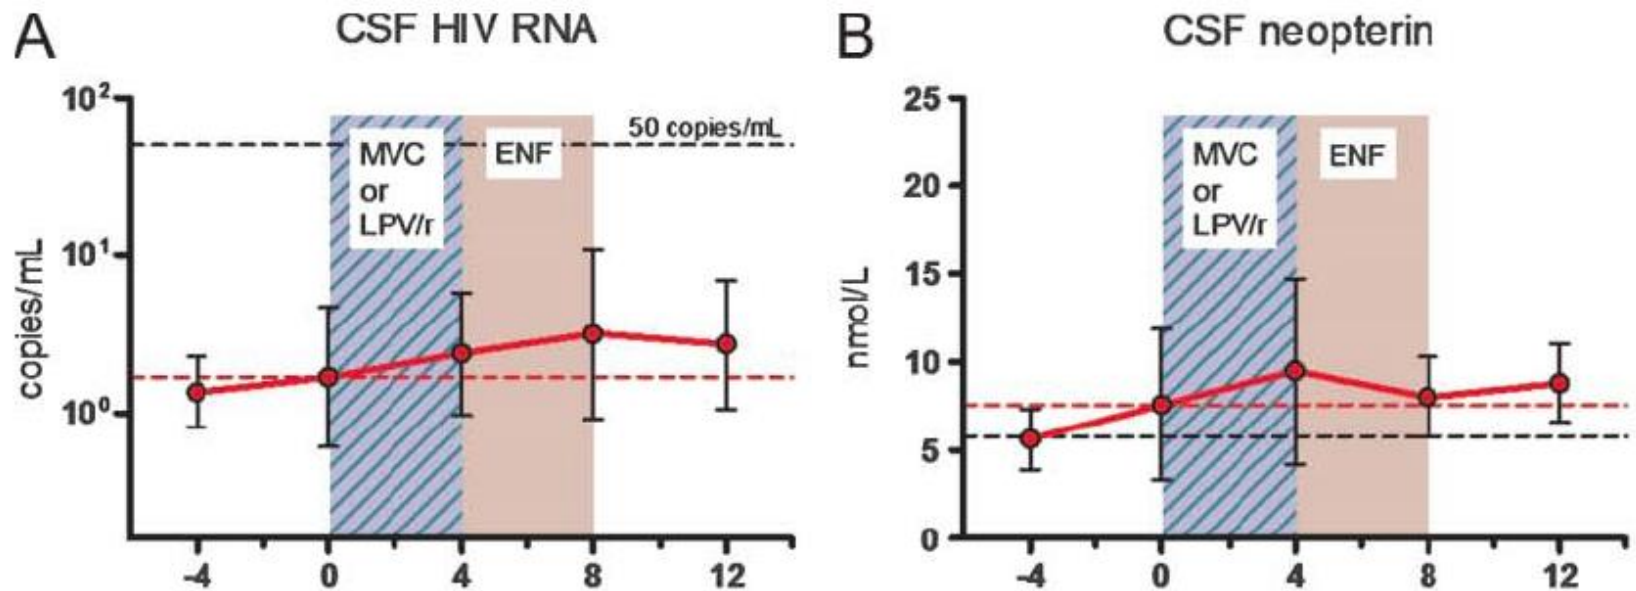 A
CSF HIV RNA
10²
50 copies/mL
MVC
or
LPV/r
ENF
10¹
10⁰
copies/mL
-4 0 4 8 12
B
CSF neopterin
25
20
15
10
5
0
MVC
or
LPV/r
ENF
nmol/L
-4 0 4 8 12